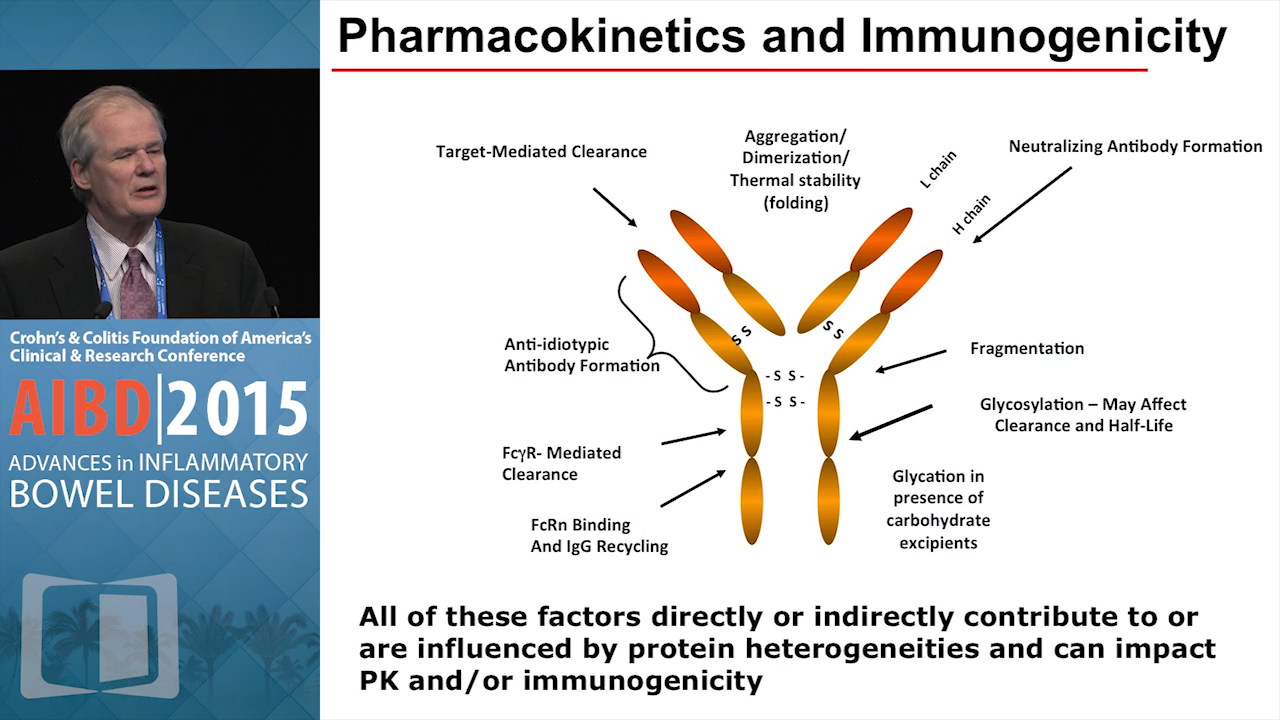 Pharmacokinetics and Immunogenicity
Target-Mediated Clearance
Aggregation/
Dimerization/
Thermal stability
(folding)
L chain
H chain
Neutralizing Antibody Formation
Anti-idiotypic
Antibody Formation
S S
S S
- S S -
- S S -
Fragmentation
Glycosylation – May Affect
Clearance and Half-Life
FcγR- Mediated
Clearance
FcRn Binding
And IgG Recycling
Glycation in
presence of
carbohydrate
excipients
All of these factors directly or indirectly contribute to or
are influenced by protein heterogeneities and can impact
PK and/or immunogenicity
Crohn's & Colitis Foundation of America's
Clinical & Research Conference
AIBD|2015
ADVANCES in INFLAMMATORY
BOWEL DISEASES